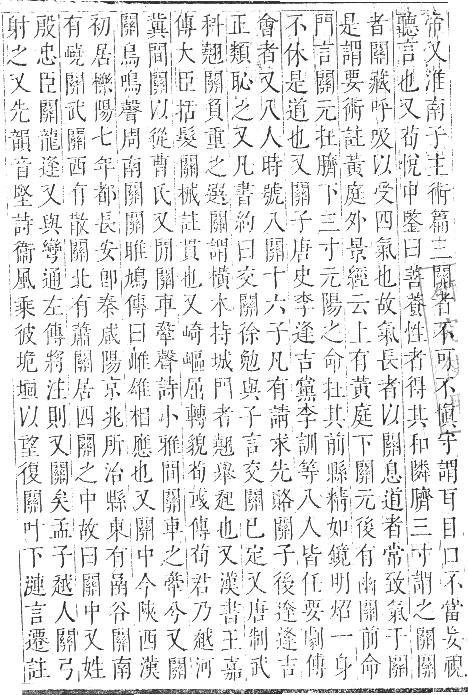 帝又淮南子主術篇三關者不可不愼守謂耳目口不當妄視
聽言也又荀悅申鑒曰善養性者得其和隣臍三寸謂之關關
者關藏呼吸以受四氣也故氣長者以關息道者常致氣于關
是謂要術註黃庭外景經云上有黃庭下關元後有幽關前命
門言關元在臍下三寸元陽之命在其前縣精如鏡明炤一身
不休是道也又關子唐史李逢吉黨李訓等八人皆任要劇傳
會者又八人時號八關十六子凡有請求先賂關子後達逢吉
正類恥之又凡書約曰交關徐勉與子言交關已定又唐制武
科翹關負重之選關謂橫木持城門者翹舉起也又漢書王嘉
傳大臣括髮關械註貫也又崎嶇屈轉貌荀彧傳荀君乃越河
冀間關以從曹氏又閒關車舝聲詩小雅間關車之舝兮又關
關鳥鳴聲周南關關雎鳩傳曰雌雄相應也又關中今陝西漢
初居櫟陽七年都長安卽秦咸陽京兆所治縣東有函谷關南
有嶢關武關西有散關北有蕭關居四關之中故曰關中又姓
殷忠臣關龍逢又與彎通左傳將注則又關矣孟子越人關弓
射之又先韻音堅詩衞風乘彼垝垣以望復關叶下漣言遷註